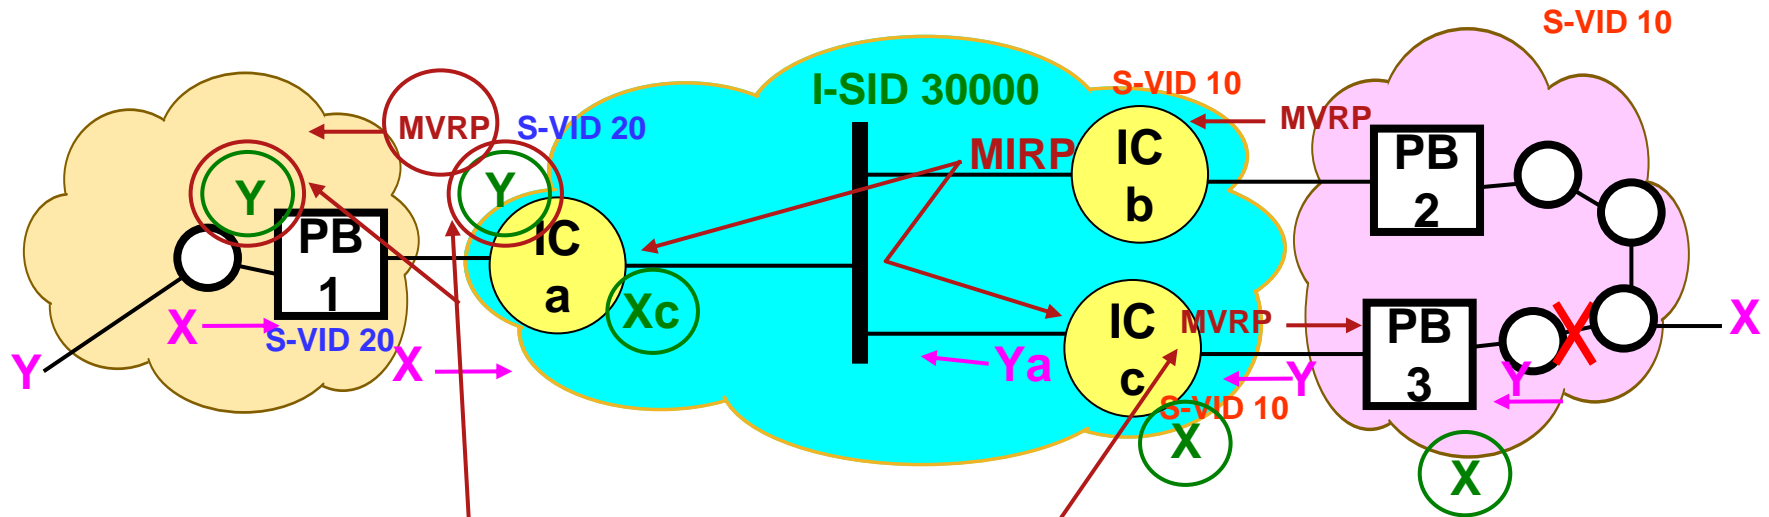 S-VID 10
I-SID 30000
S-VID 10
MVRP
S-VID 20
MVRP
MIRP
IC
b
PB
2
Y
Y
PB
1
IC
a
Xc
X
S-VID 20
X
Y
Ya
IC
c
MVRP
PB
3
X
Y
Y
S-VID 10
X
X